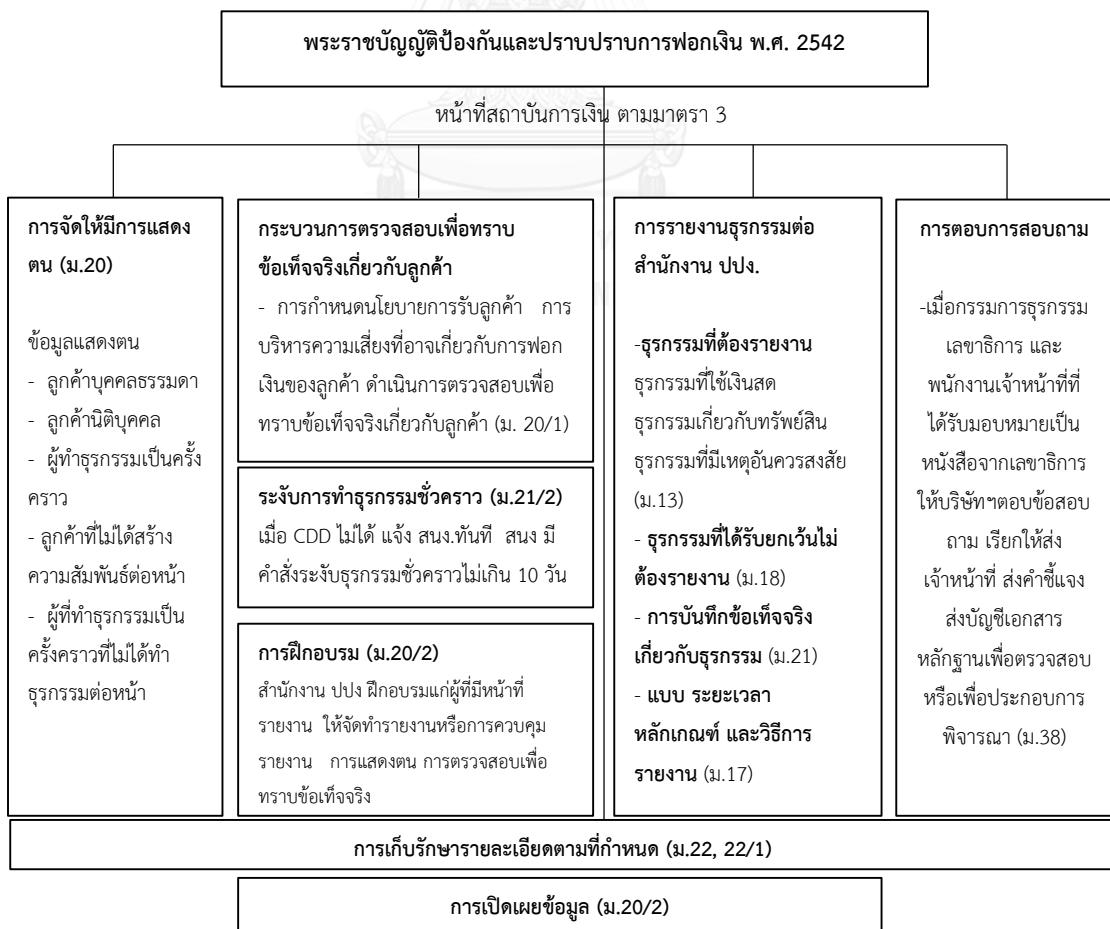 พระราชบัญญัติป้องกันและปราบปราบการฟอกเงิน พ.ศ. 2542
หน้าที่สถาบันการเงิน ตามมาตรา 3
การจัดให้มีการแสดง
ตน (ม.20)
ข้อมูลแสดงตน
- ลูกค้าบุคคลธรรมดา
- ลูกค้านิติบุคคล
- ผู้ทำธุรกรรมเป็นครั้ง
คราว
- ลูกค้าที่ไม่ได้สร้าง
ความสัมพันธ์ต่อหน้า
- ผู้ที่ทำธุรกรรมเป็น
ครั้งคราวที่ไม่ได้ทำ
ธุรกรรมต่อหน้า
กระบวนการตรวจสอบเพื่อทราบ
ข้อเท็จจริงเกี่ยวกับลูกค้า
- การกำหนดนโยบายการรับลูกค้า การ
บริหารความเสี่ยงที่อาจเกี่ยวกับการฟอก
เงินของลูกค้า ดำเนินการตรวจสอบเพื่อ
ทราบข้อเท็จจริงเกี่ยวกับลูกค้า (ม. 20/1)
ระงับการทำธุรกรรมชั่วคราว (ม.21/2)
เมื่อ CDD ไม่ได้ แจ้ง สนง.ทันที สนง มี
คำสั่งระงับธุรกรรมชั่วคราวไม่เกิน 10 วัน
การฝึกอบรม (ม.20/2)
สำนักงาน ปปง ฝึกอบรมแก่ผู้ที่มีหน้าที่
รายงาน ให้จัดทำรายงานหรือการควบคุม
รายงาน การแสดงตน การตรวจสอบเพื่อ
ทราบข้อเท็จจริง
การรายงานธุรกรรมต่อ
สำนักงาน ปปง.
-ธุรกรรมที่ต้องรายงาน
ธุรกรรมที่ใช้เงินสด
ธุรกรรมเกี่ยวกับทรัพย์สิน
ธุรกรรมที่มีเหตุอันควรสงสัย
(ม.13)
- ธุรกรรมที่ได้รับยกเว้นไม่
ต้องรายงาน (ม.18)
- การบันทึกข้อเท็จจริง
เกี่ยวกับธุรกรรม (ม.21)
- แบบ ระยะเวลา
หลักเกณฑ์ และวิธีการ
รายงาน (ม.17)
การตอบการสอบถาม
-เมื่อกรรมการธุรกรรม
เลขาธิการ และ
พนักงานเจ้าหน้าที่ที่
ได้รับมอบหมายเป็น
หนังสือจากเลขาธิการ
ให้บริษัทฯตอบข้อสอบ
ถาม เรียกให้ส่ง
เจ้าหน้าที่ ส่งคำชี้แจง
ส่งบัญชีเอกสาร
หลักฐานเพื่อตรวจสอบ
หรือเพื่อประกอบการ
พิจารณา (ม.38)
การเก็บรักษารายละเอียดตามที่กำหนด (ม.22, 22/1)
การเปิดเผยข้อมูล (ม.20/2)